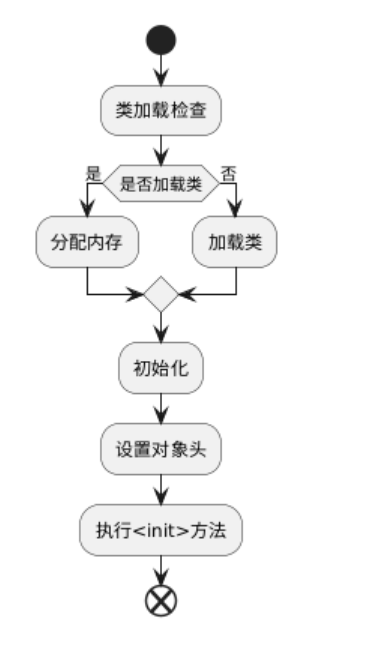 类加载检查
是
是否加载类
否
分配内存
加载类
初始化
设置对象头
执行<init>方法